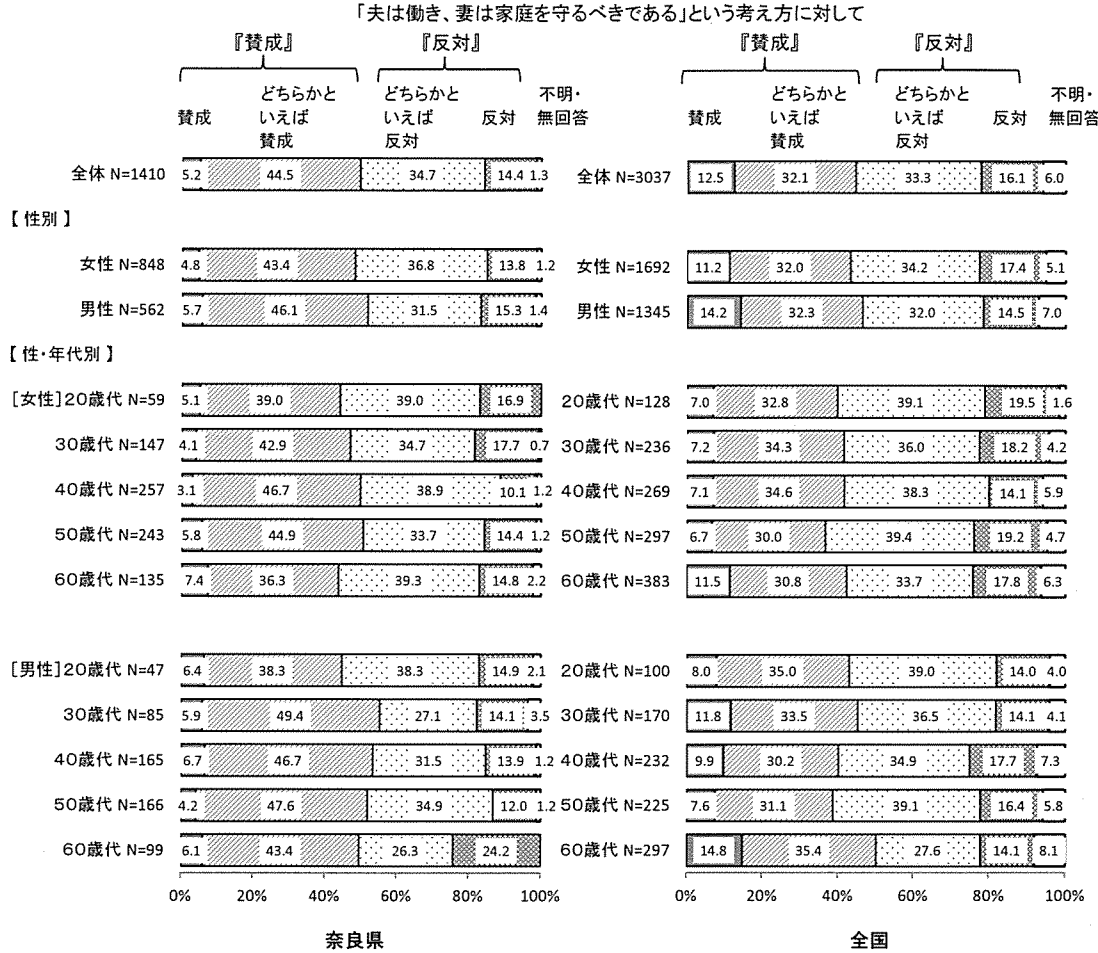 「夫は働き、妻は家庭を守るべきである」という考え方に対して
『賛成』 『反対』 『賛成』 『反対』
賛成 どちらかといえば賛成 どちらかといえば反対 反対 不明・無回答 賛成 どちらかといえば賛成 どちらかといえば反対 反対 不明・無回答
全体 N=1410 5.2 44.5 34.7 14.4 1.3 全体 N=3037 12.5 32.1 33.3 16.1 6.0
【 性別 】
女性 N=848 4.8 43.4 36.8 13.8 1.2 女性 N=1692 11.2 32.0 34.2 17.4 5.1
男性 N=562 5.7 46.1 31.5 15.3 1.4 男性 N=1345 14.2 32.3 32.0 14.5 7.0
【 性・年代別 】
[女性]20歳代 N=59 5.1 39.0 39.0 16.9 20歳代 N=128 7.0 32.8 39.1 19.5 1.6
30歳代 N=147 4.1 42.9 34.7 17.7 0.7 30歳代 N=236 7.2 34.3 36.0 18.2 4.2
40歳代 N=257 3.1 46.7 38.9 10.1 1.2 40歳代 N=269 7.1 34.6 38.3 14.1 5.9
50歳代 N=243 5.8 44.9 33.7 14.4 1.2 50歳代 N=297 6.7 30.0 39.4 19.2 4.7
60歳代 N=135 7.4 36.3 39.3 14.8 2.2 60歳代 N=383 11.5 30.8 33.7 17.8 6.3
[男性]20歳代 N=47 6.4 38.3 38.3 14.9 2.1 20歳代 N=100 8.0 35.0 39.0 14.0 4.0
30歳代 N=85 5.9 49.4 27.1 14.1 3.5 30歳代 N=170 11.8 33.5 36.5 14.1 4.1
40歳代 N=165 6.7 46.7 31.5 13.9 1.2 40歳代 N=232 9.9 30.2 34.9 17.7 7.3
50歳代 N=166 4.2 47.6 34.9 12.0 1.2 50歳代 N=225 7.6 31.1 39.1 16.4 5.8
60歳代 N=99 6.1 43.4 26.3 24.2 60歳代 N=297 14.8 35.4 27.6 14.1 8.1
0% 20% 40% 60% 80% 100% 0% 20% 40% 60% 80% 100%
奈良県 全国